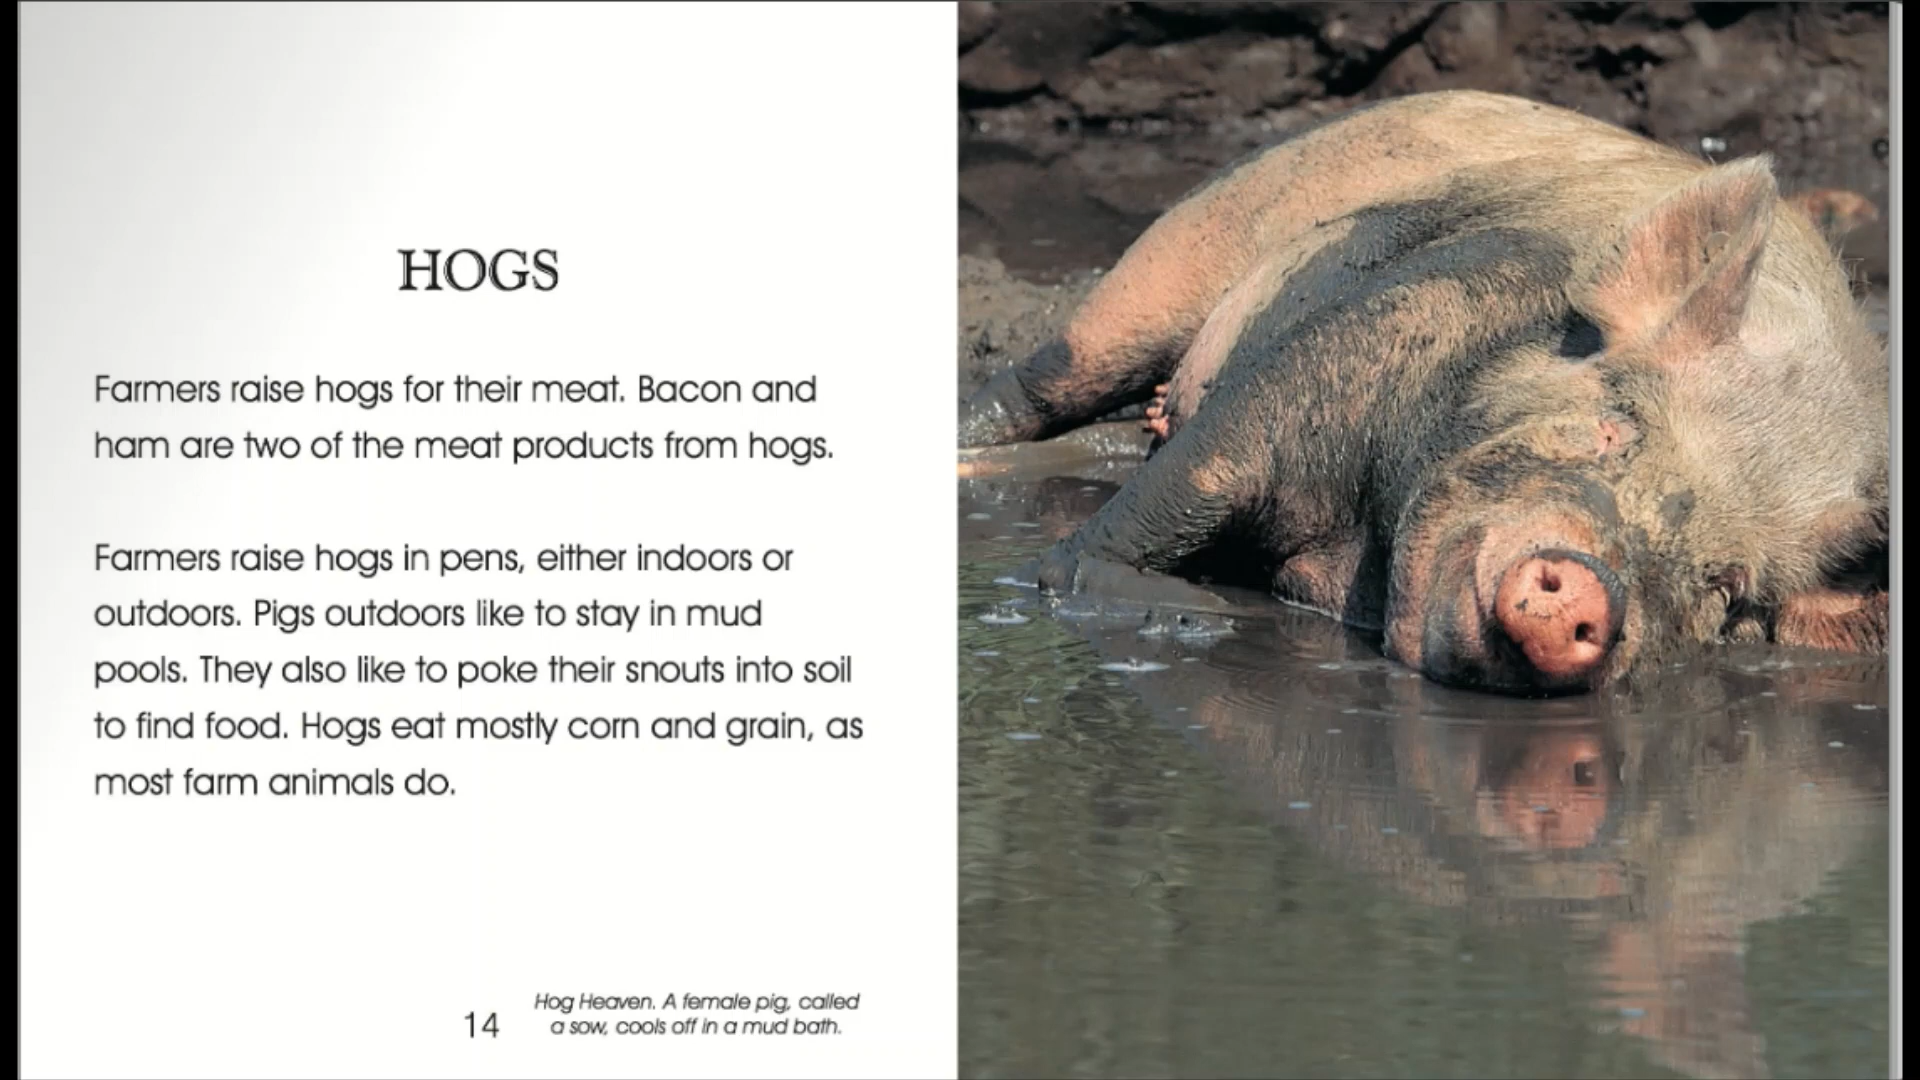 HOGS
Farmers raise hogs for their meat. Bacon and
ham are two of the meat products from hogs.
Farmers raise hogs in pens, either indoors or
outdoors. Pigs outdoors like to stay in mud
pools. They also like to poke their snouts into soil
to find food. Hogs eat mostly corn and grain, as
most farm animals do.
14
Hog Heaven. A female pig, called
a sow, cools off in a mud bath.